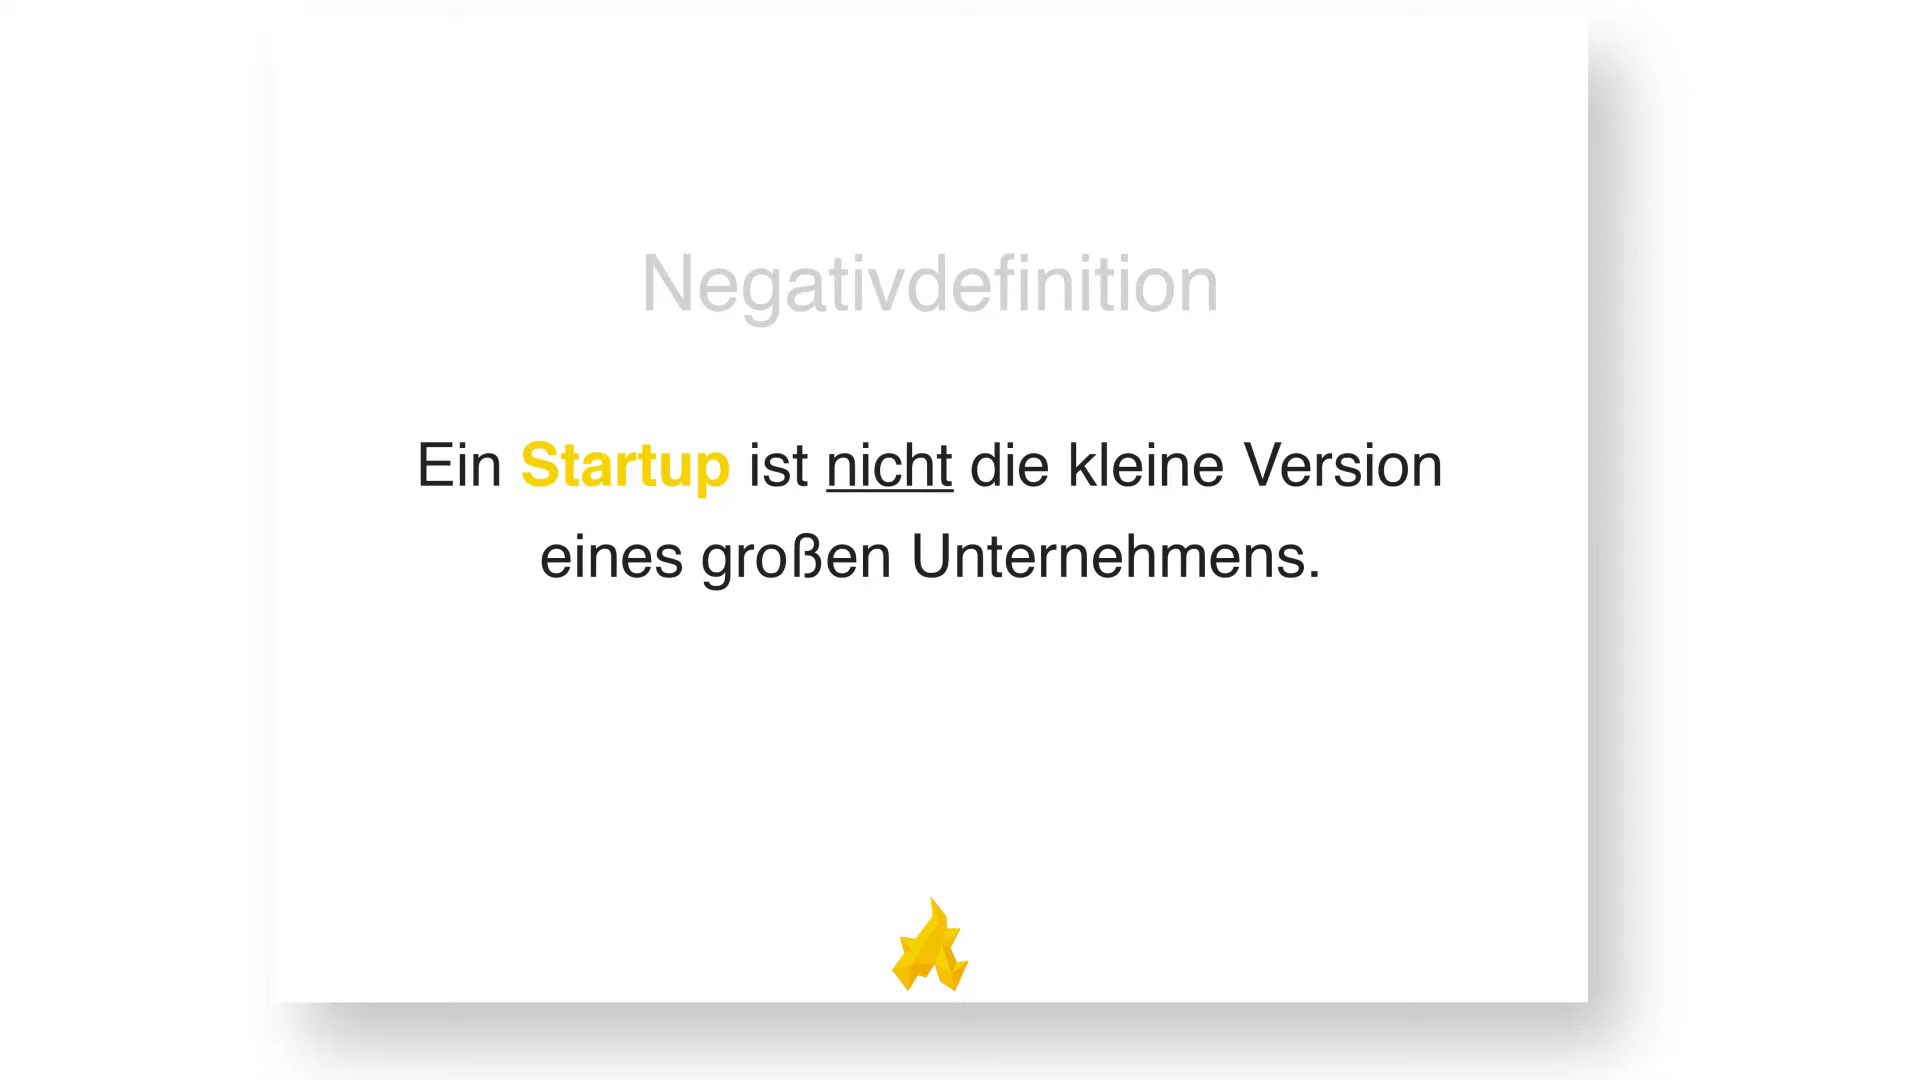 Negativdefinition
Ein Startup ist nicht die kleine Version
eines großen Unternehmens.